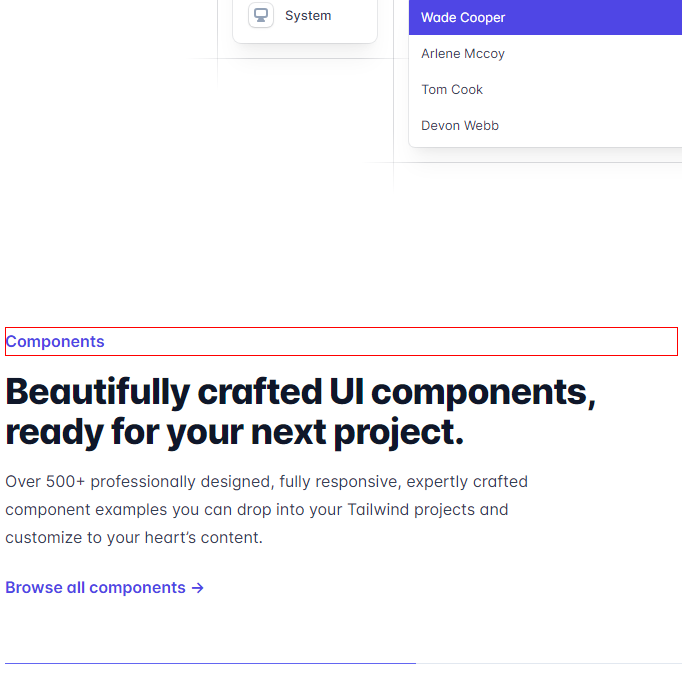 System
Wade Cooper
Arlene Mccoy
Tom Cook
Devon Webb
Components
Beautifully crafted UI components,
ready for your next project.
Over 500+ professionally designed, fully responsive, expertly crafted
component examples you can drop into your Tailwind projects and
customize to your heart’s content.
Browse all components →